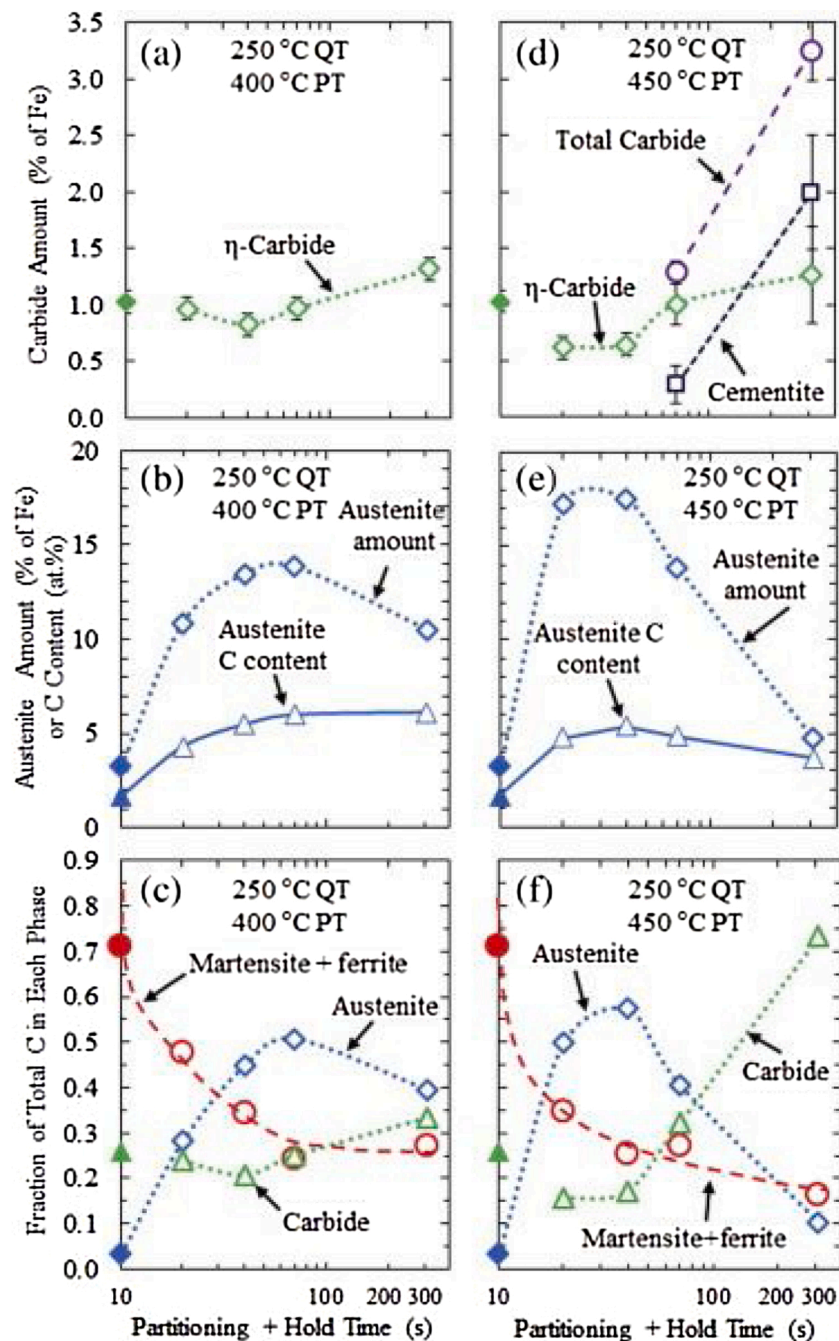 (a)
250 °C QT
400 °C PT
η-Carbide
Carbide Amount (% of Fe)
3.5
3.0
2.5
2.0
1.5
1.0
0.5
0.0
(d)
250 °C QT
450 °C PT
Total Carbide
η-Carbide
Cementite
(b)
250 °C QT
400 °C PT
Austenite
amount
Austenite
C content
Austenite Amount (% of Fe)
or C Content (at.%)
20
15
10
5
0
(e)
250 °C QT
450 °C PT
Austenite
amount
Austenite C
content
(c)
250 °C QT
400 °C PT
Martensite + ferrite
Austenite
Carbide
Fraction of Total C in Each Phase
0.9
0.8
0.7
0.6
0.5
0.4
0.3
0.2
0.1
0.0
10
100
200 300
Partitioning + Hold Time (s)
(f)
250 °C QT
450 °C PT
Austenite
Carbide
Martensite+ferrite
10
100
200 300
Partitioning + Hold Time (s)